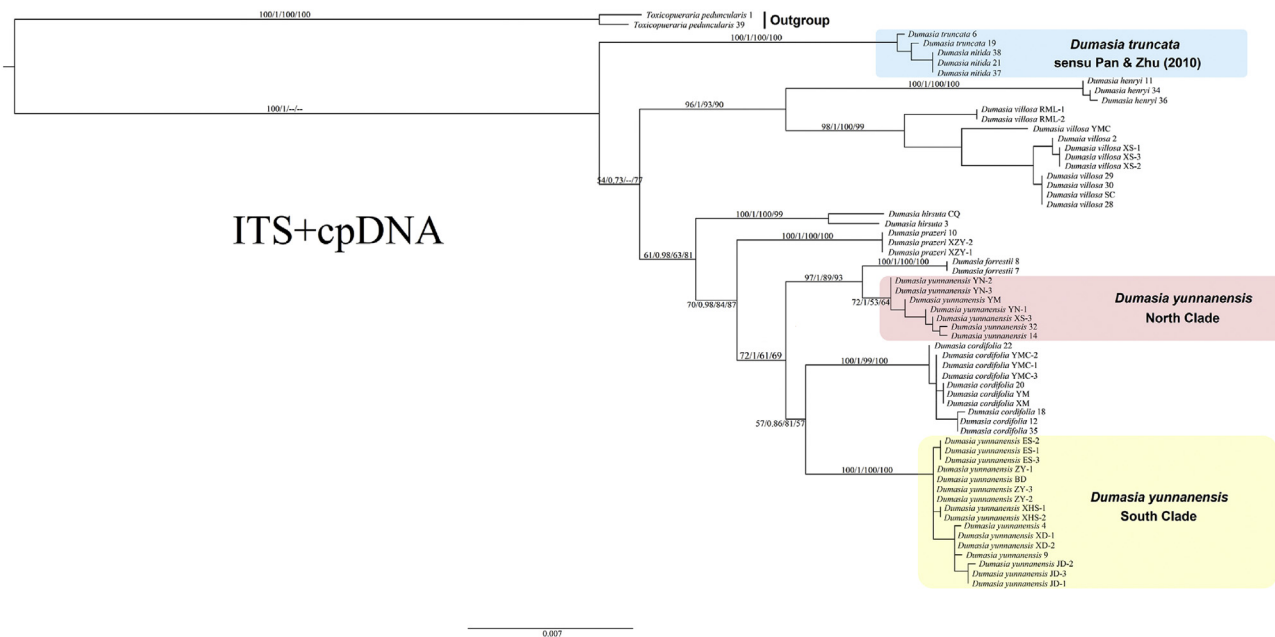 100/1/100/100
Toxicopueraria peduncularis 1
Toxicopueraria peduncularis 39
Outgroup
100/1/--/--
100/1/100/100
Dumasia truncata 6
Dumasia truncata 19
Dumasia nitida 38
Dumasia nitida 21
Dumasia nitida 37
Dumasia truncata
sensu Pan & Zhu (2010)
100/1/100/100
Dumasia henryi 11
Dumasia henryi 34
Dumasia henryi 36
96/1/93/90
98/1/100/99
Dumasia villosa RML-1
Dumasia villosa RML-2
Dumasia villosa YMC
Dumaia villosa 2
Dumasia villosa XS-1
Dumasia villosa XS-3
Dumasia villosa XS-2
Dumasia villosa 29
Dumasia villosa 30
Dumasia villosa SC
Dumasia villosa 28
54/0.73/--/77
ITS+cpDNA
100/1/100/99
Dumasia hirsuta CQ
Dumasia hirsuta 3
61/0.98/63/81
100/1/100/100
Dumasia prazeri 10
Dumasia prazeri XZY-2
Dumasia prazeri XZY-1
70/0.98/84/87
100/1/100/100
Dumasia forrestii 8
Dumasia forrestii 7
97/1/89/93
72/1/53/64
Dumasia yunnanensis YN-2
Dumasia yunnanensis YN-3
Dumasia yunnanensis YM
Dumasia yunnanensis YN-1
Dumasia yunnanensis XS-3
Dumasia yunnanensis 32
Dumasia yunnanensis 14
Dumasia yunnanensis
North Clade
72/1/61/69
100/1/99/100
Dumasia cordifolia 22
Dumasia cordifolia YMC-2
Dumasia cordifolia YMC-1
Dumasia cordifolia YMC-3
Dumasia cordifolia 20
Dumasia cordifolia YM
Dumasia cordifolia XM
Dumasia cordifolia 18
Dumasia cordifolia 12
Dumasia cordifolia 35
57/0.86/81/57
100/1/100/100
Dumasia yunnanensis ES-2
Dumasia yunnanensis ES-1
Dumasia yunnanensis ES-3
Dumasia yunnanensis ZY-1
Dumasia yunnanensis BD
Dumasia yunnanensis ZY-3
Dumasia yunnanensis ZY-2
Dumasia yunnanensis XHS-1
Dumasia yunnanensis XHS-2
Dumasia yunnanensis 4
Dumasia yunnanensis XD-1
Dumasia yunnanensis XD-2
Dumasia yunnanensis 9
Dumasia yunnanensis JD-2
Dumasia yunnanensis JD-3
Dumasia yunnanensis JD-1
Dumasia yunnanensis
South Clade
0.007